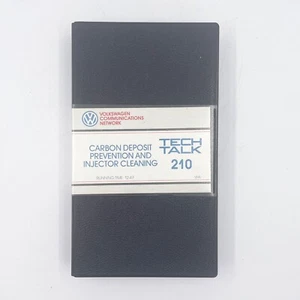 VOLKSWAGEN
COMMUNICATIONS
NETWORK
CARBON DEPOSIT
PREVENTION AND
INJECTOR CLEANING
TECH
TALK
210